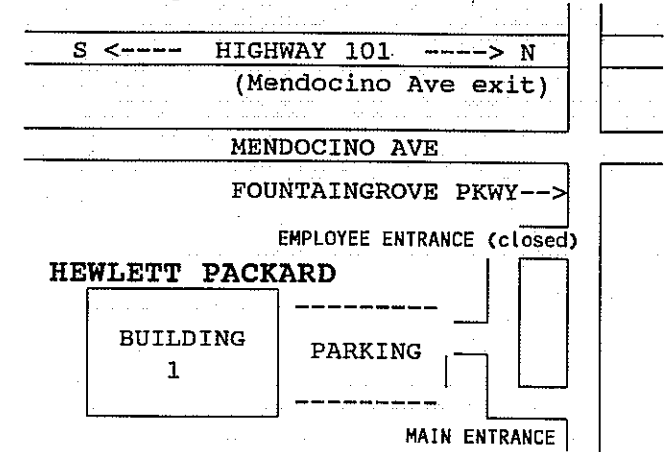 S <---- HIGHWAY 101 ----> N
(Mendocino Ave exit)
MENDOCINO AVE
FOUNTAINGROVE PKWY-->
EMPLOYEE ENTRANCE (closed)
HEWLETT PACKARD
BUILDING
1
PARKING
MAIN ENTRANCE